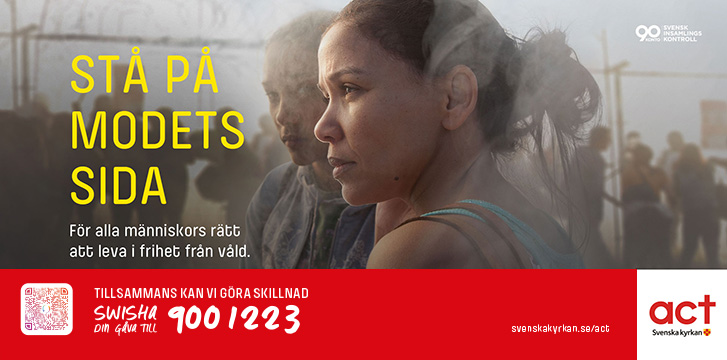 90
KONTO
SVENSK
INSAMLINGS
KONTROLL
STÅ PÅ
MODETS
SIDA
För alla människors rätt
att leva i frihet från våld.
TILLSAMMANS KAN VI GÖRA SKILLNAD
SWISHA
DIN GÅVA TILL
900 1223
svenskakyrkan.se/act
act
Svenska kyrkan